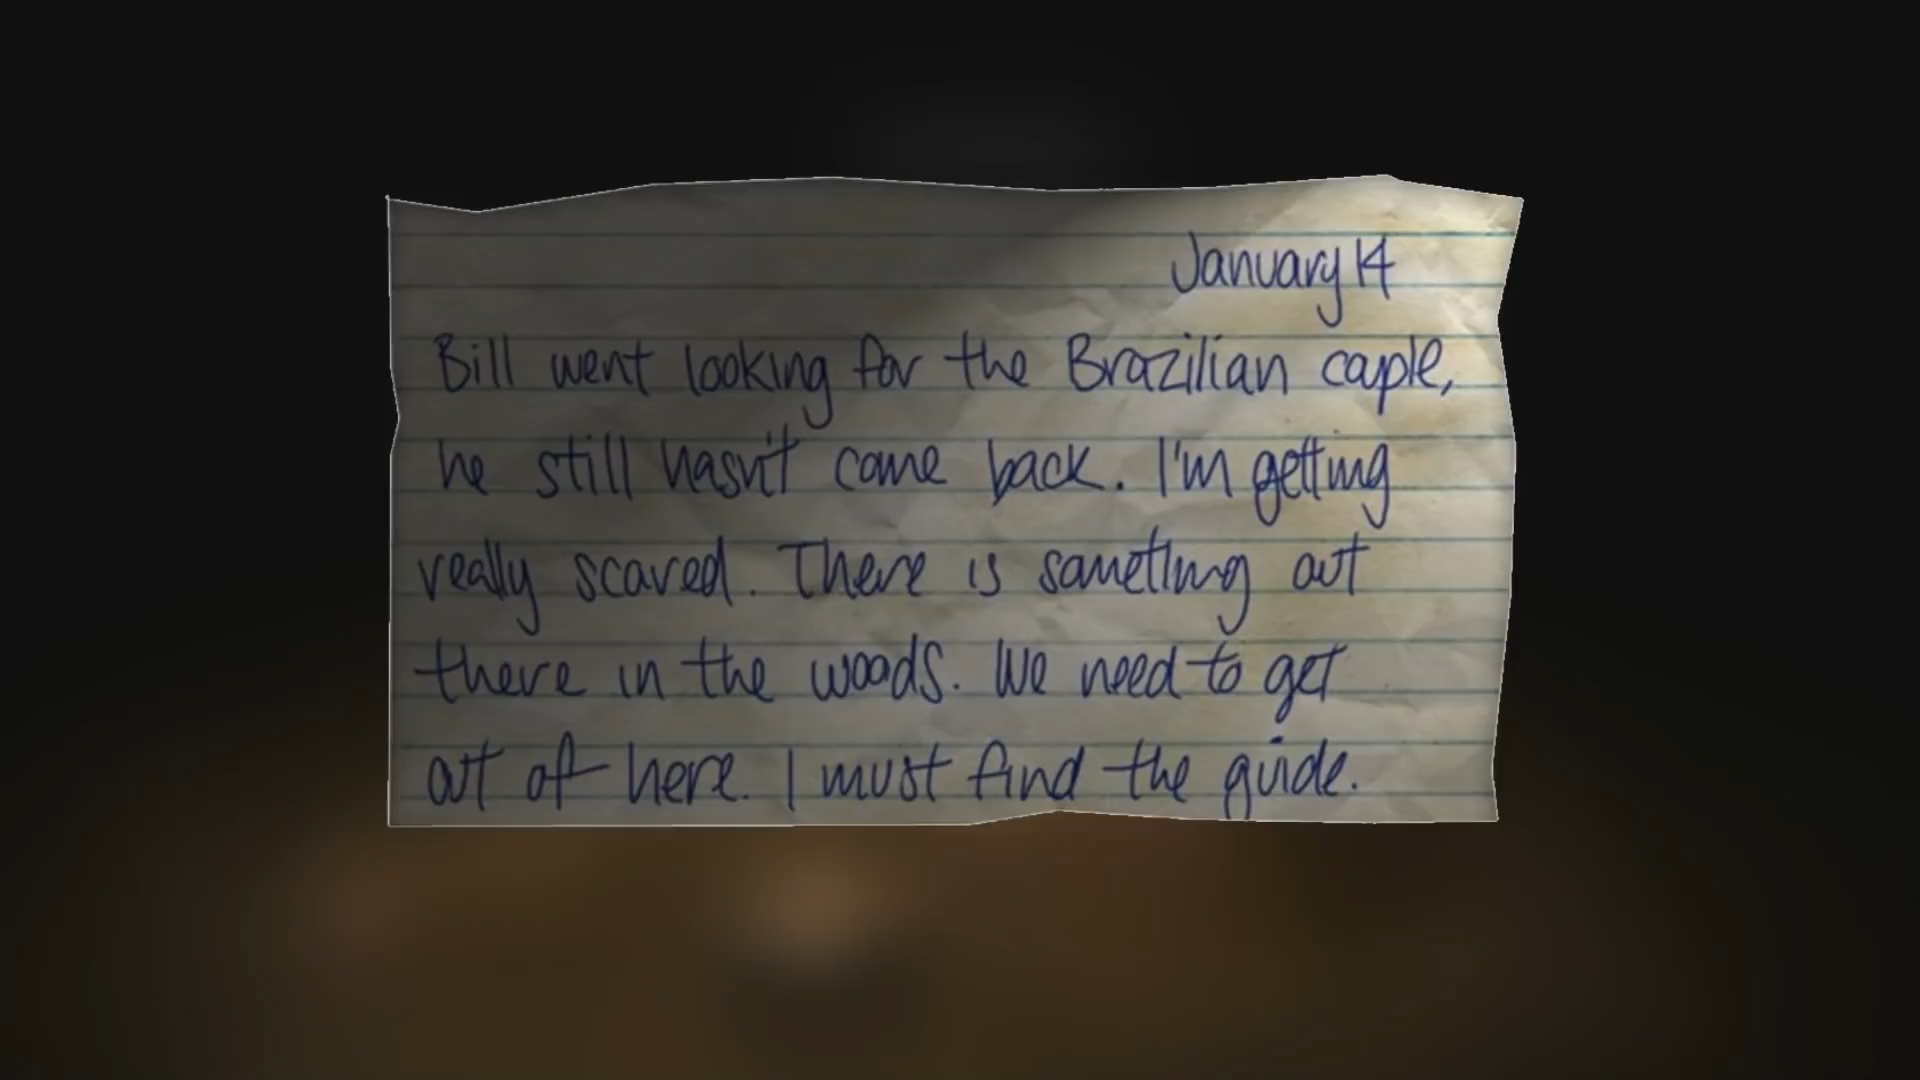 January 14
Bill went looking for the Brazilian caple,
he still hasn't come back. I'm getting
really scared. There is something out
there in the woods. We need to get
out of here. I must find the guide.